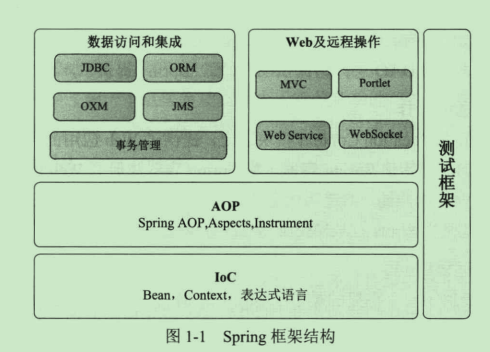 数据访问和集成
JDBC
ORM
OXM
JMS
事务管理
Web及远程操作
MVC
Portlet
Web Service
WebSocket
测试框架
AOP
Spring AOP,Aspects,Instrument
IoC
Bean，Context，表达式语言
图 1-1 Spring 框架结构